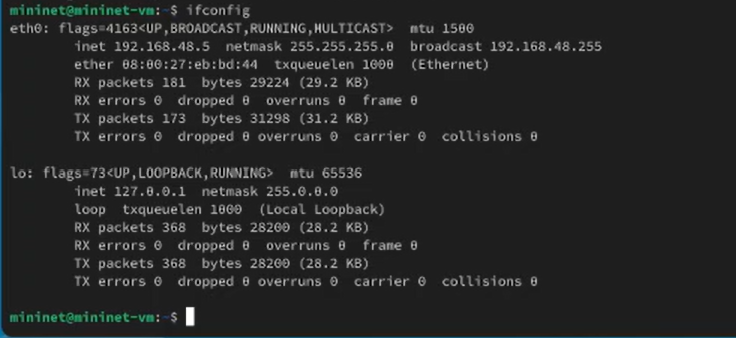 mininet@mininet-vm:~$ ifconfig
eth0: flags=4163<UP,BROADCAST,RUNNING,MULTICAST>  mtu 1500
        inet 192.168.48.5  netmask 255.255.255.0  broadcast 192.168.48.255
        ether 08:00:27:eb:bd:44  txqueuelen 1000  (Ethernet)
        RX packets 181  bytes 29224 (29.2 KB)
        RX errors 0  dropped 0  overruns 0  frame 0
        TX packets 173  bytes 31298 (31.2 KB)
        TX errors 0  dropped 0 overruns 0  carrier 0  collisions 0
lo: flags=73<UP,LOOPBACK,RUNNING>  mtu 65536
        inet 127.0.0.1  netmask 255.0.0.0
        loop  txqueuelen 1000  (Local Loopback)
        RX packets 368  bytes 28200 (28.2 KB)
        RX errors 0  dropped 0  overruns 0  frame 0
        TX packets 368  bytes 28200 (28.2 KB)
        TX errors 0  dropped 0 overruns 0  carrier 0  collisions 0
mininet@mininet-vm:~$